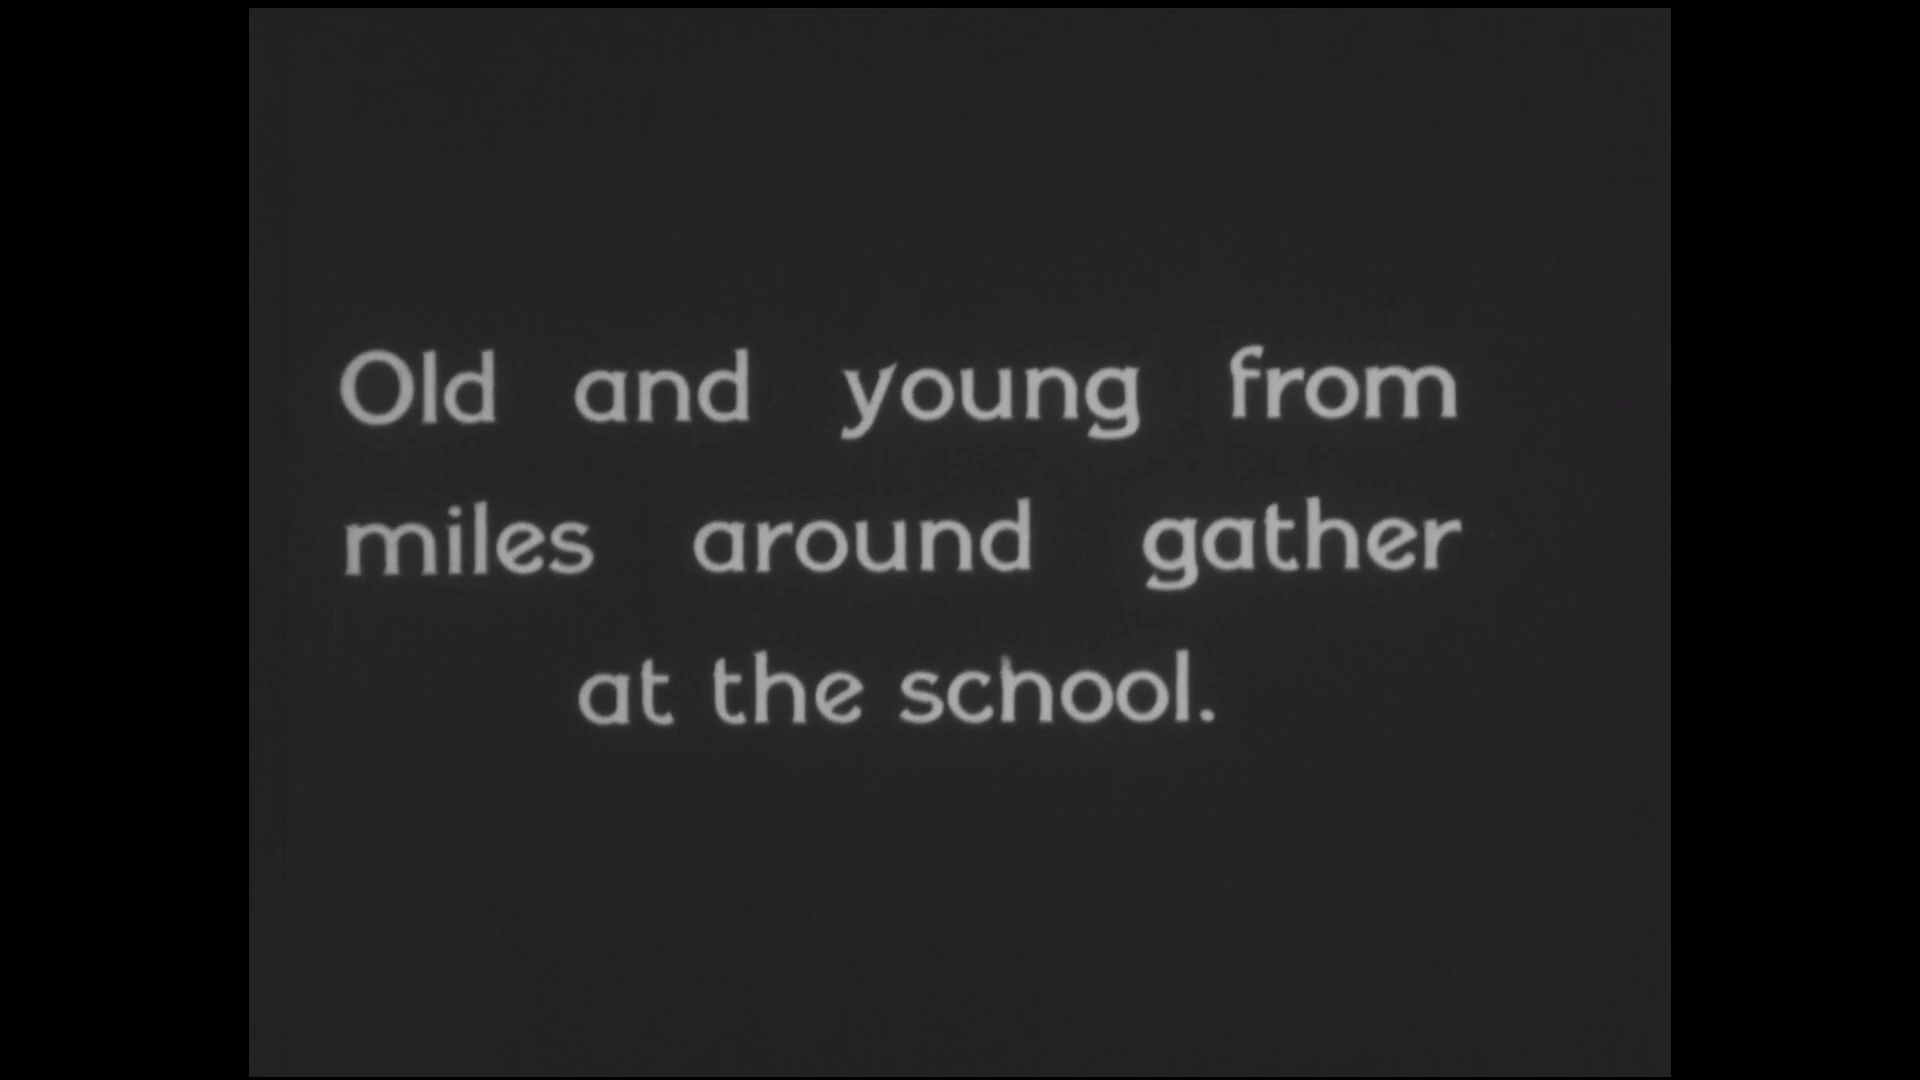 Old and young from
miles around gather
at the school.